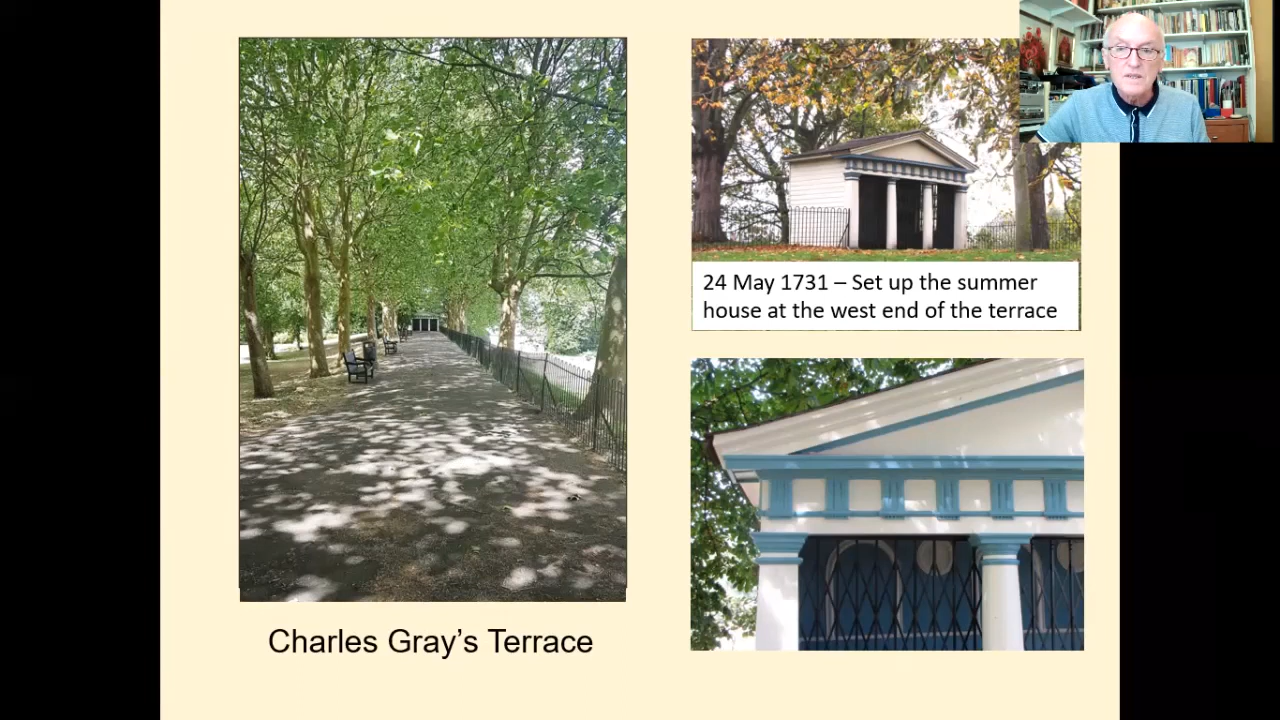 24 May 1731 – Set up the summer
house at the west end of the terrace
Charles Gray’s Terrace